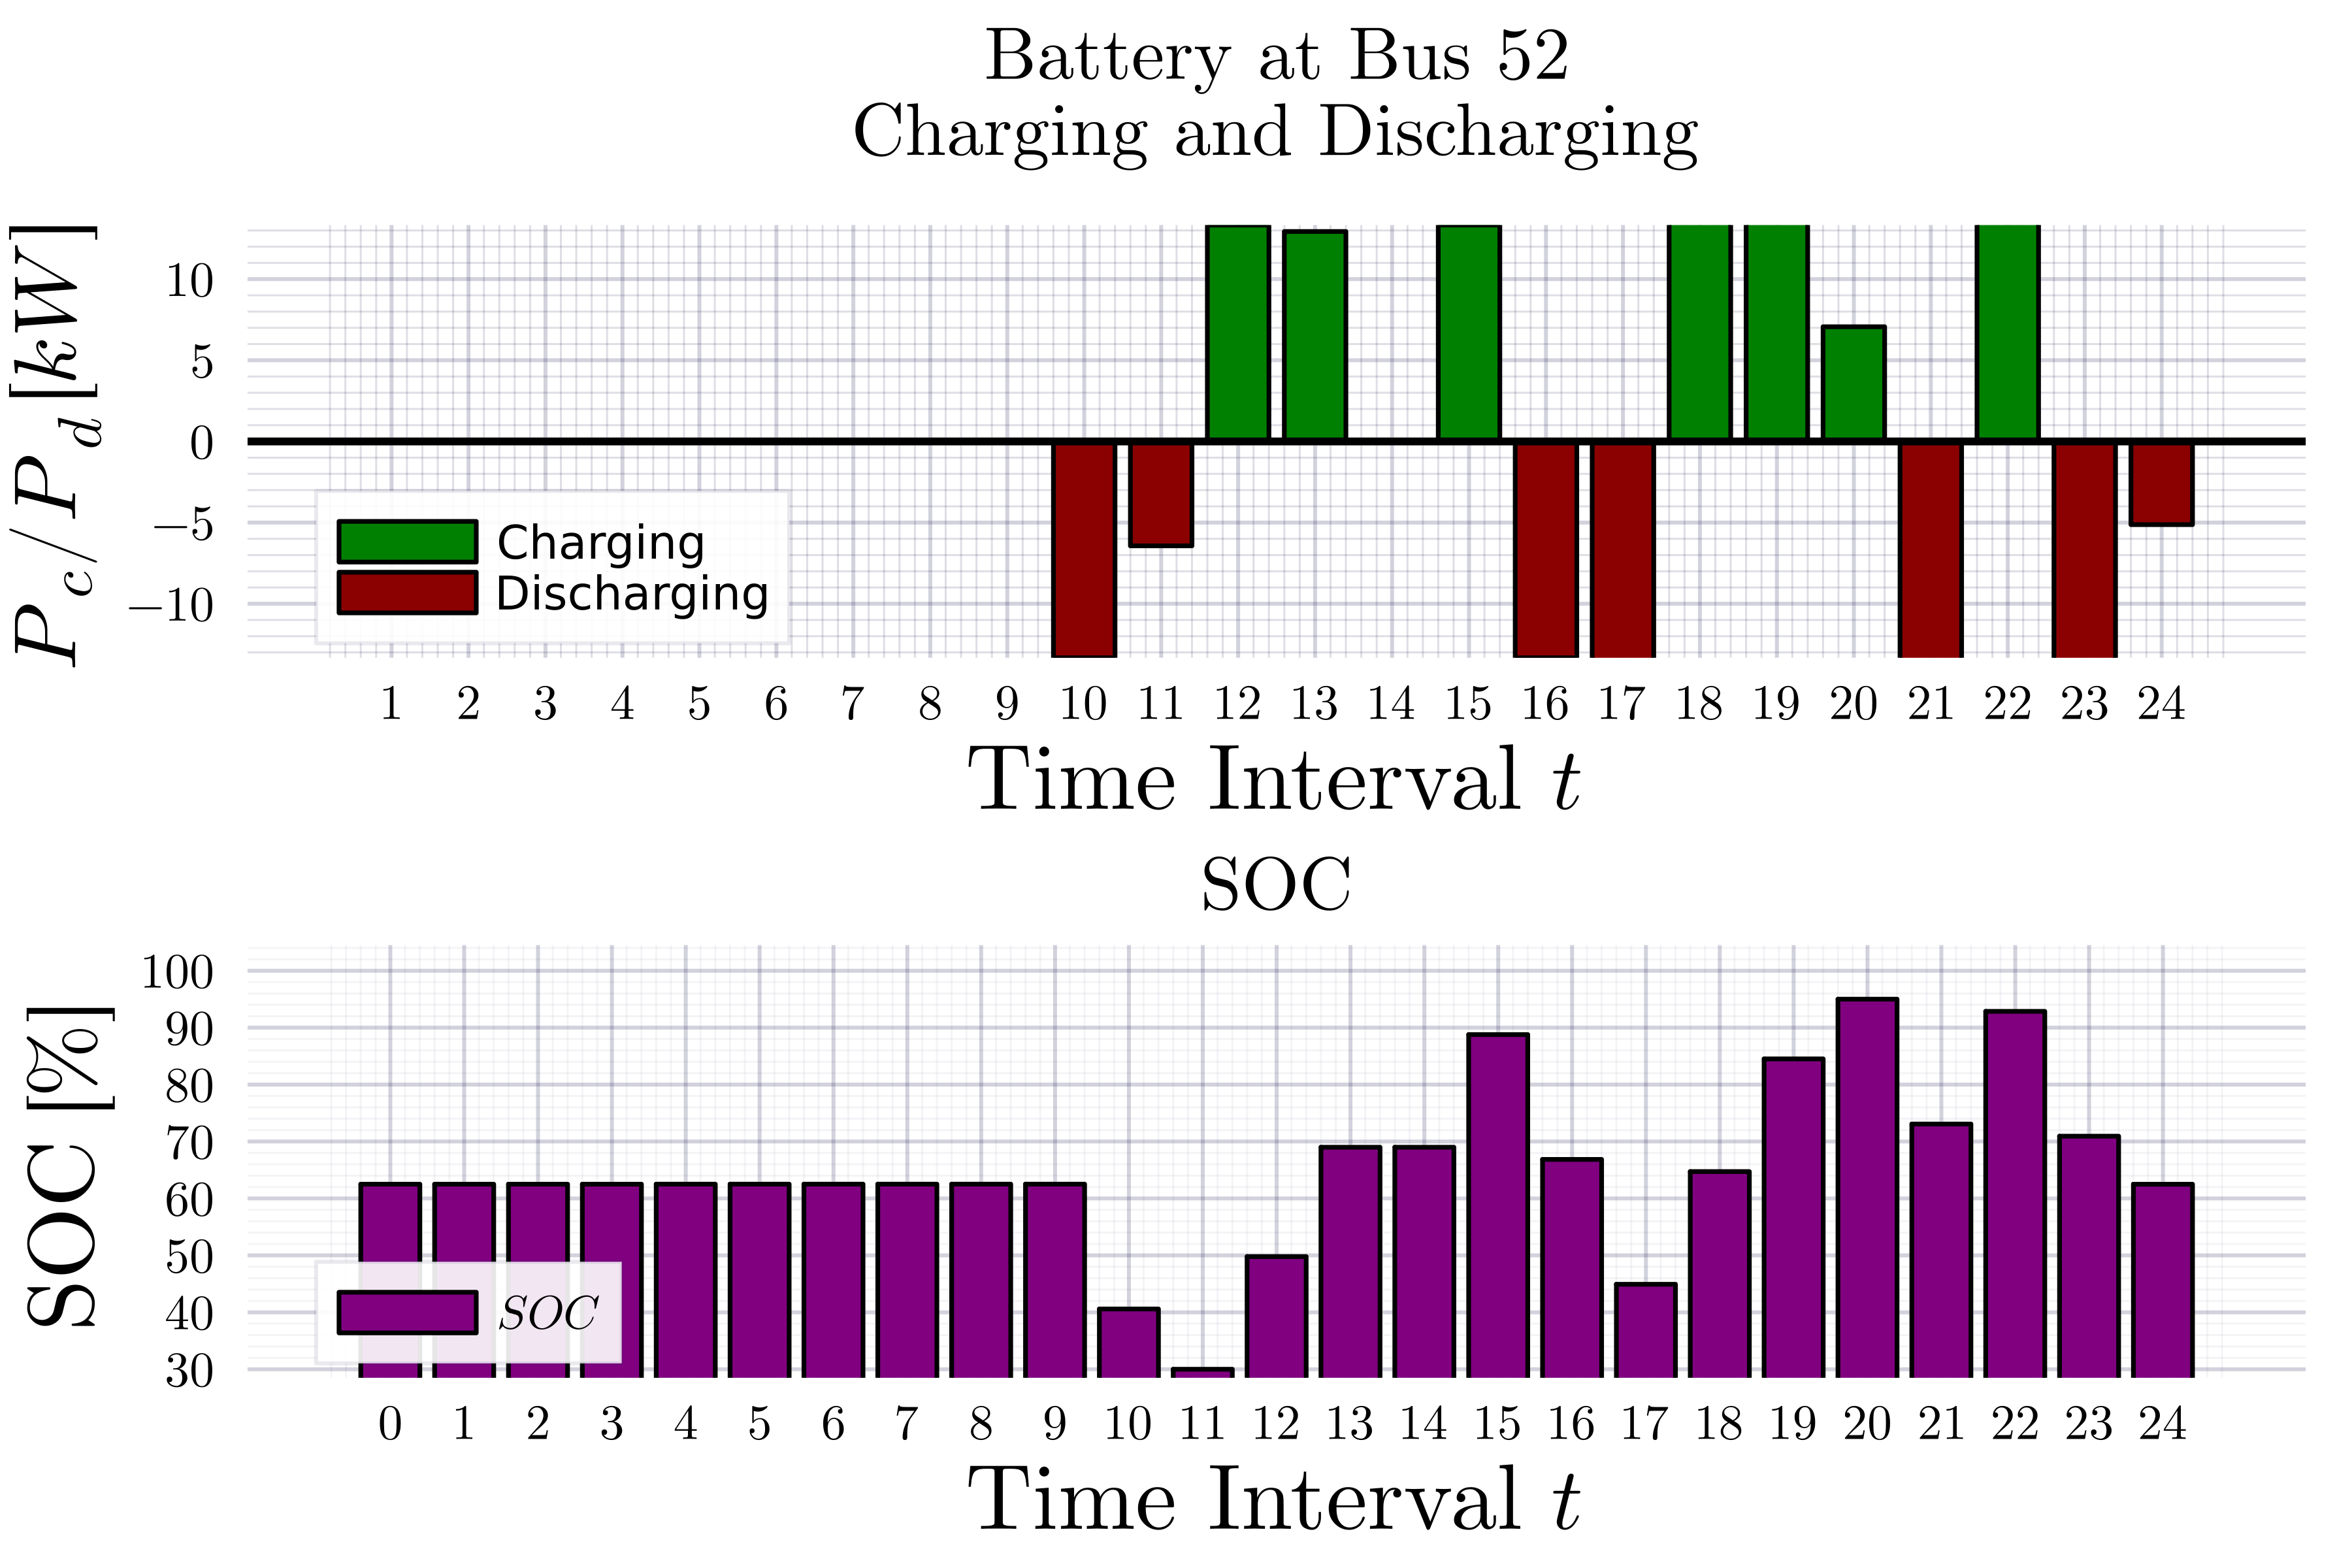 Battery at Bus 52
Charging and Discharging
P_c/P_d [kW]
10
5
0
−5
−10
Charging
Discharging
1 2 3 4 5 6 7 8 9 10 11 12 13 14 15 16 17 18 19 20 21 22 23 24
Time Interval t
SOC
SOC [%]
100
90
80
70
60
50
40
30
SOC
0 1 2 3 4 5 6 7 8 9 10 11 12 13 14 15 16 17 18 19 20 21 22 23 24
Time Interval t